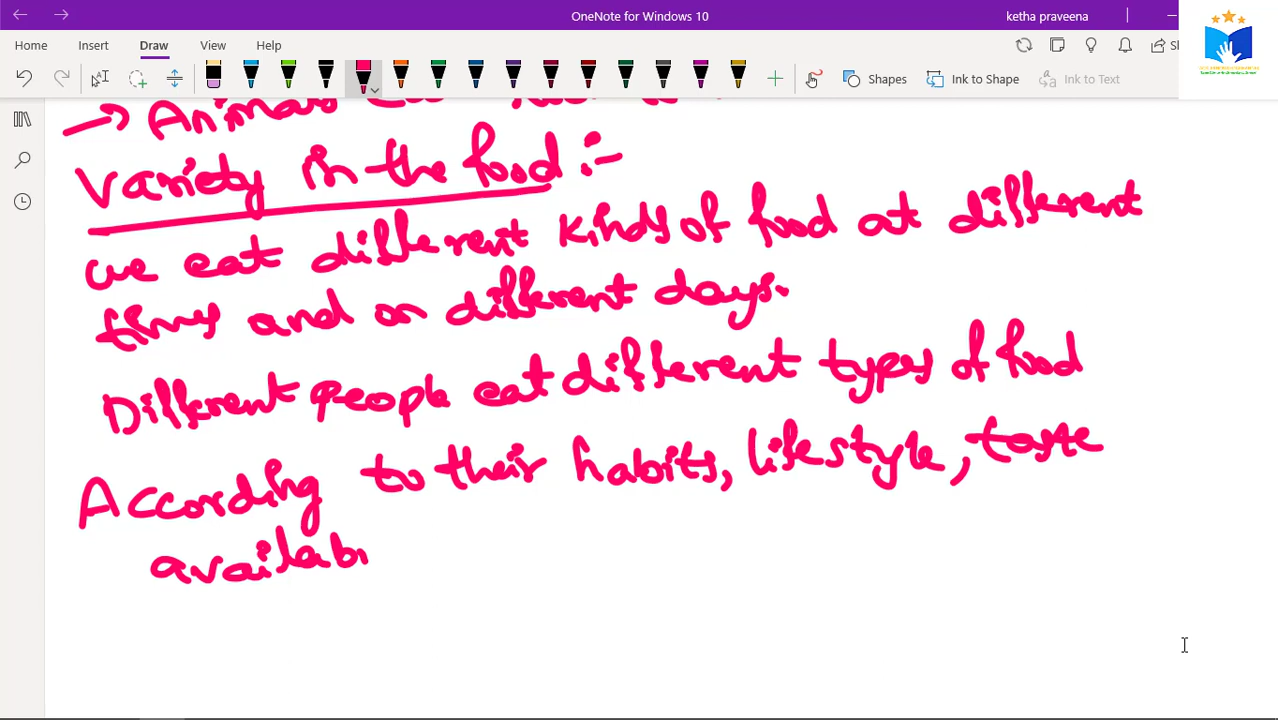 OneNote for Windows 10
ketha praveena
Home Insert Draw View Help
Shapes Ink to Shape Ink to Text
→ Animals
Variety in the food :-
we eat different kinds of food at different
times and on different days.
Different people eat different types of food
According to their habits, lifestyle, taste
availabi